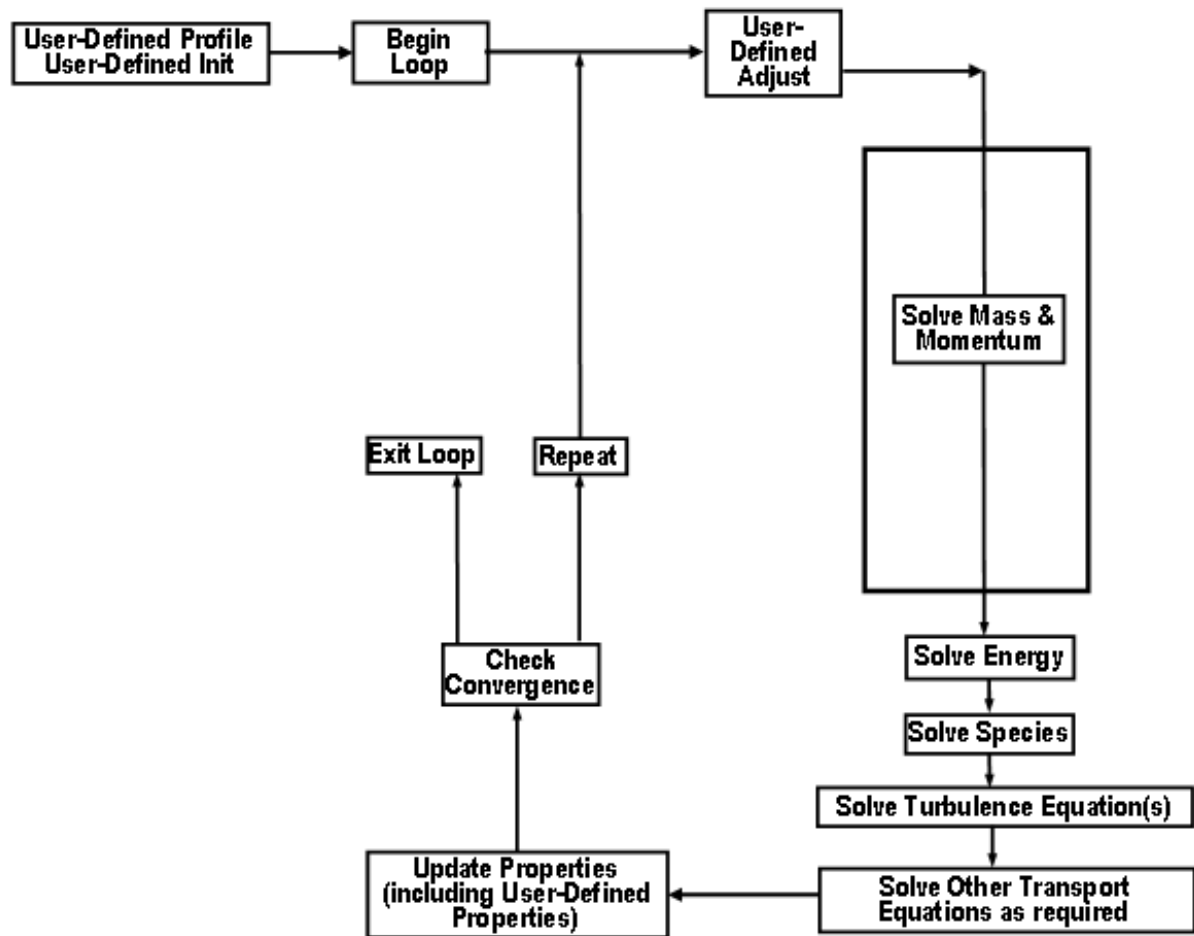 User-Defined Profile
User-Defined Init
Begin
Loop
User-
Defined
Adjust
Solve Mass &
Momentum
Exit Loop
Repeat
Solve Energy
Check
Convergence
Solve Species
Solve Turbulence Equation(s)
Update Properties
(including User-Defined
Properties)
Solve Other Transport
Equations as required